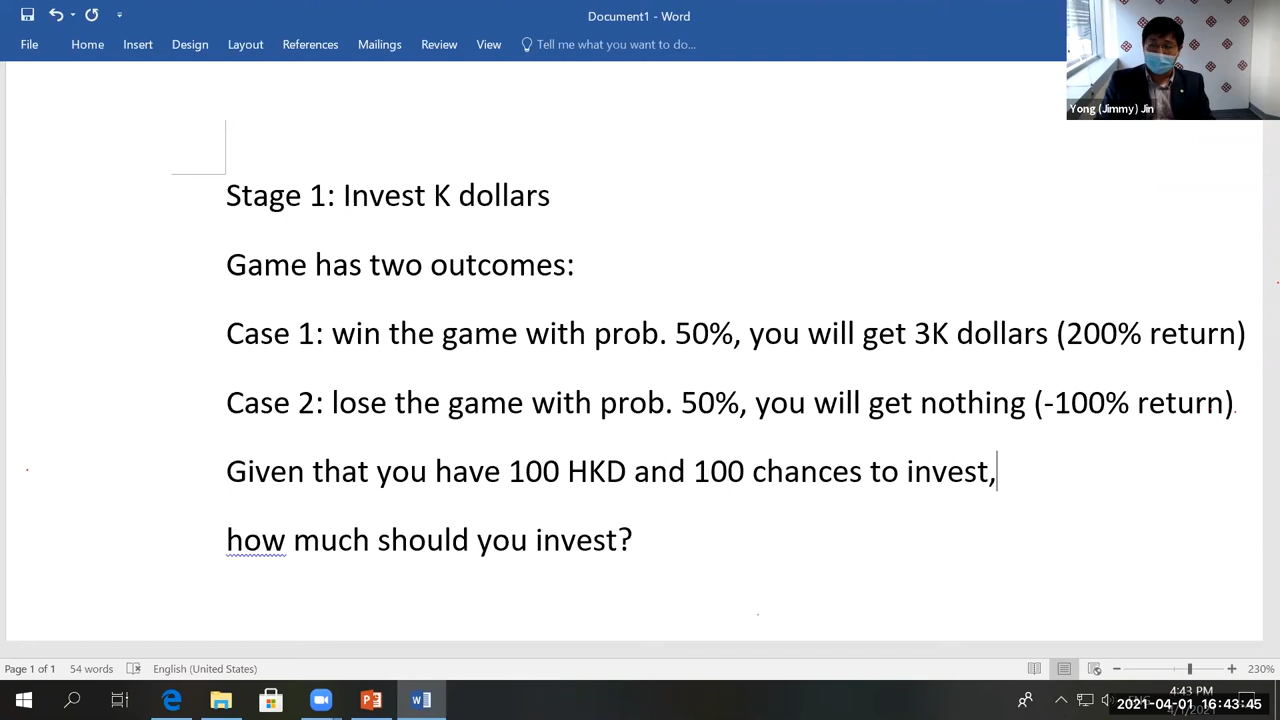 Document1 - Word
File Home Insert Design Layout References Mailings Review View Tell me what you want to do...
Yong (Jimmy) Jin
Stage 1: Invest K dollars
Game has two outcomes:
Case 1: win the game with prob. 50%, you will get 3K dollars (200% return)
Case 2: lose the game with prob. 50%, you will get nothing (-100% return)
Given that you have 100 HKD and 100 chances to invest,
how much should you invest?
Page 1 of 1 54 words English (United States) 230%
4:43 PM
2021-04-01 16:43:45